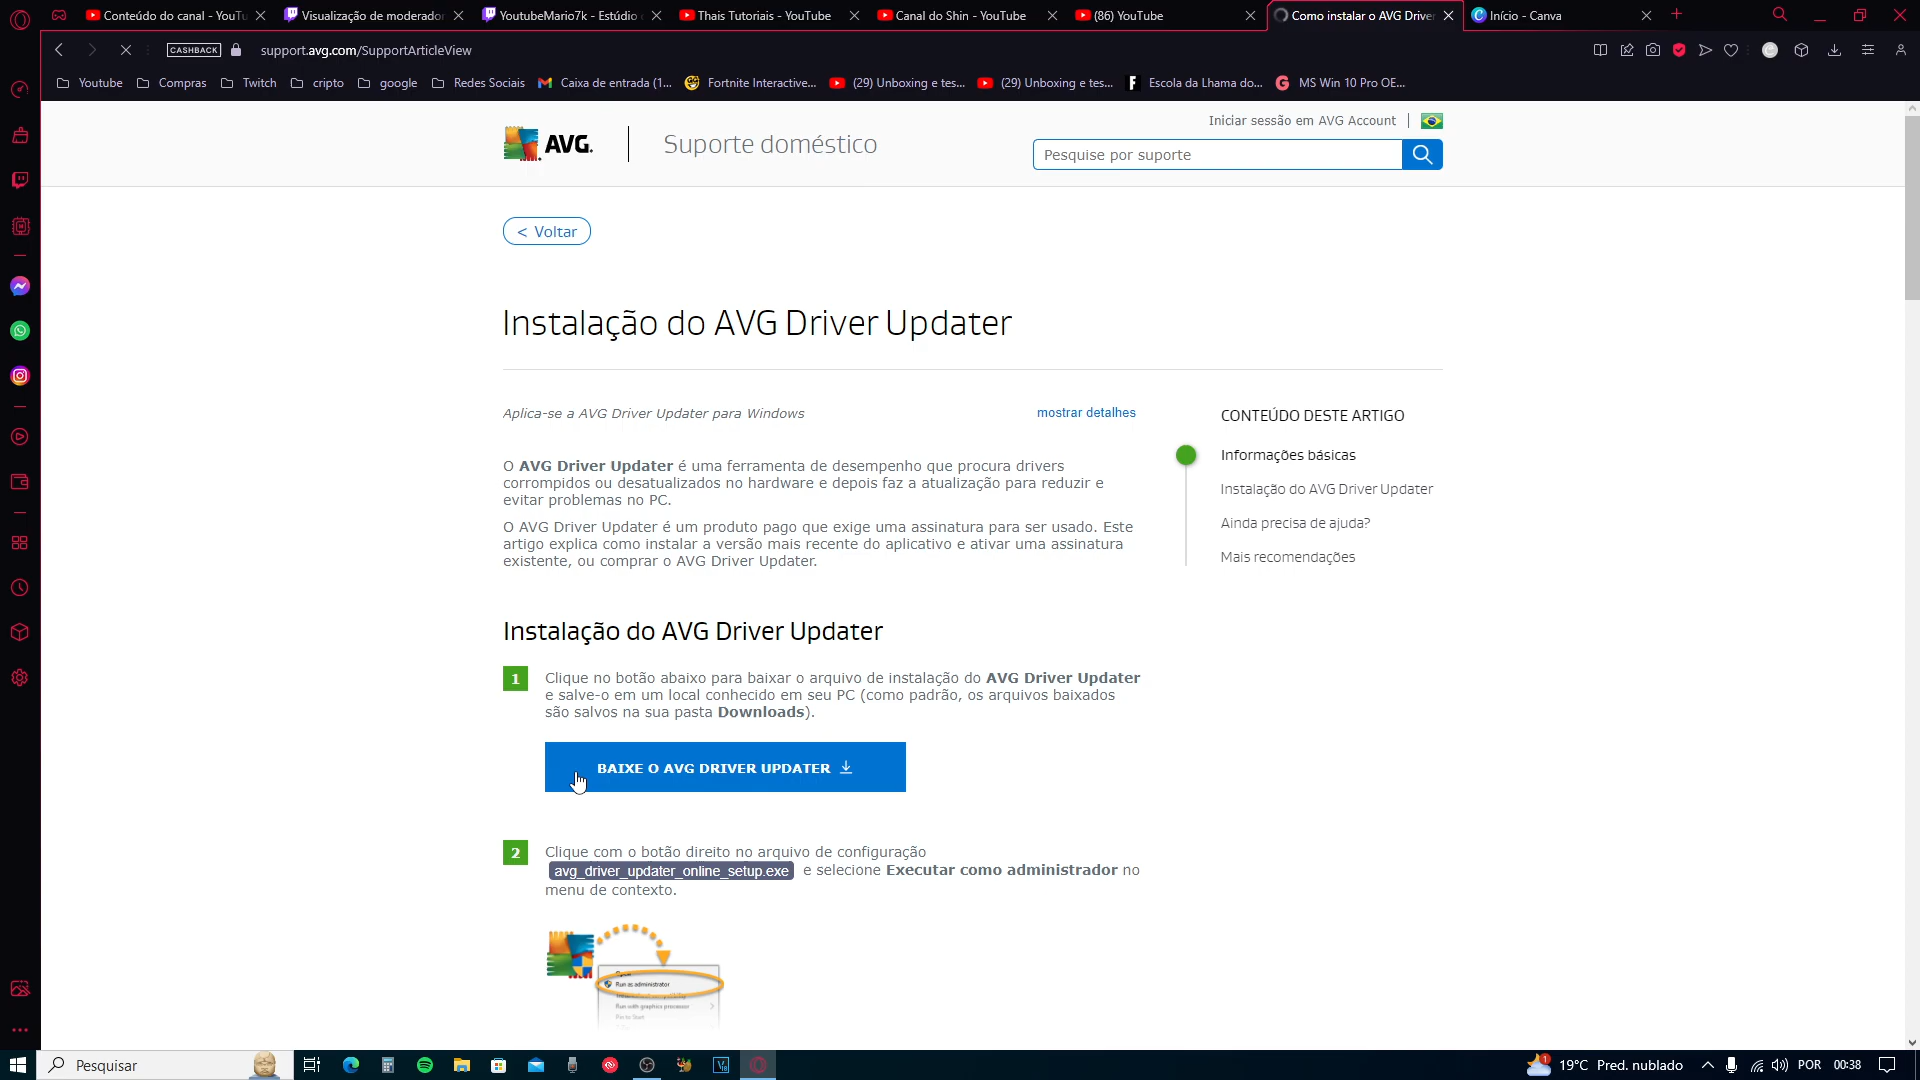 Conteúdo do canal - YouTu
Visualização de moderador
YoutubeMario7k - Estúdio
Thais Tutoriais - YouTube
Canal do Shin - YouTube
(86) YouTube
Como instalar o AVG Driver
Início - Canva
CASHBACK
support.avg.com/SupportArticleView
Youtube
Compras
Twitch
cripto
google
Redes Sociais
Caixa de entrada (1...
Fortnite Interactive...
(29) Unboxing e tes...
(29) Unboxing e tes...
Escola da Lhama do...
MS Win 10 Pro OE...
Iniciar sessão em AVG Account
AVG.
Suporte doméstico
Pesquise por suporte
< Voltar
Instalação do AVG Driver Updater
Aplica-se a AVG Driver Updater para Windows
mostrar detalhes
O AVG Driver Updater é uma ferramenta de desempenho que procura drivers
corrompidos ou desatualizados no hardware e depois faz a atualização para reduzir e
evitar problemas no PC.
O AVG Driver Updater é um produto pago que exige uma assinatura para ser usado. Este
artigo explica como instalar a versão mais recente do aplicativo e ativar uma assinatura
existente, ou comprar o AVG Driver Updater.
CONTEÚDO DESTE ARTIGO
Informações básicas
Instalação do AVG Driver Updater
Ainda precisa de ajuda?
Mais recomendações
Instalação do AVG Driver Updater
1
Clique no botão abaixo para baixar o arquivo de instalação do AVG Driver Updater
e salve-o em um local conhecido em seu PC (como padrão, os arquivos baixados
são salvos na sua pasta Downloads).
BAIXE O AVG DRIVER UPDATER
2
Clique com o botão direito no arquivo de configuração
avg_driver_updater_online_setup.exe e selecione Executar como administrador no
menu de contexto.
Run as administrator
Run with graphics processor
Pin to Start
Pesquisar
1
19°C Pred. nublado
POR
00:38